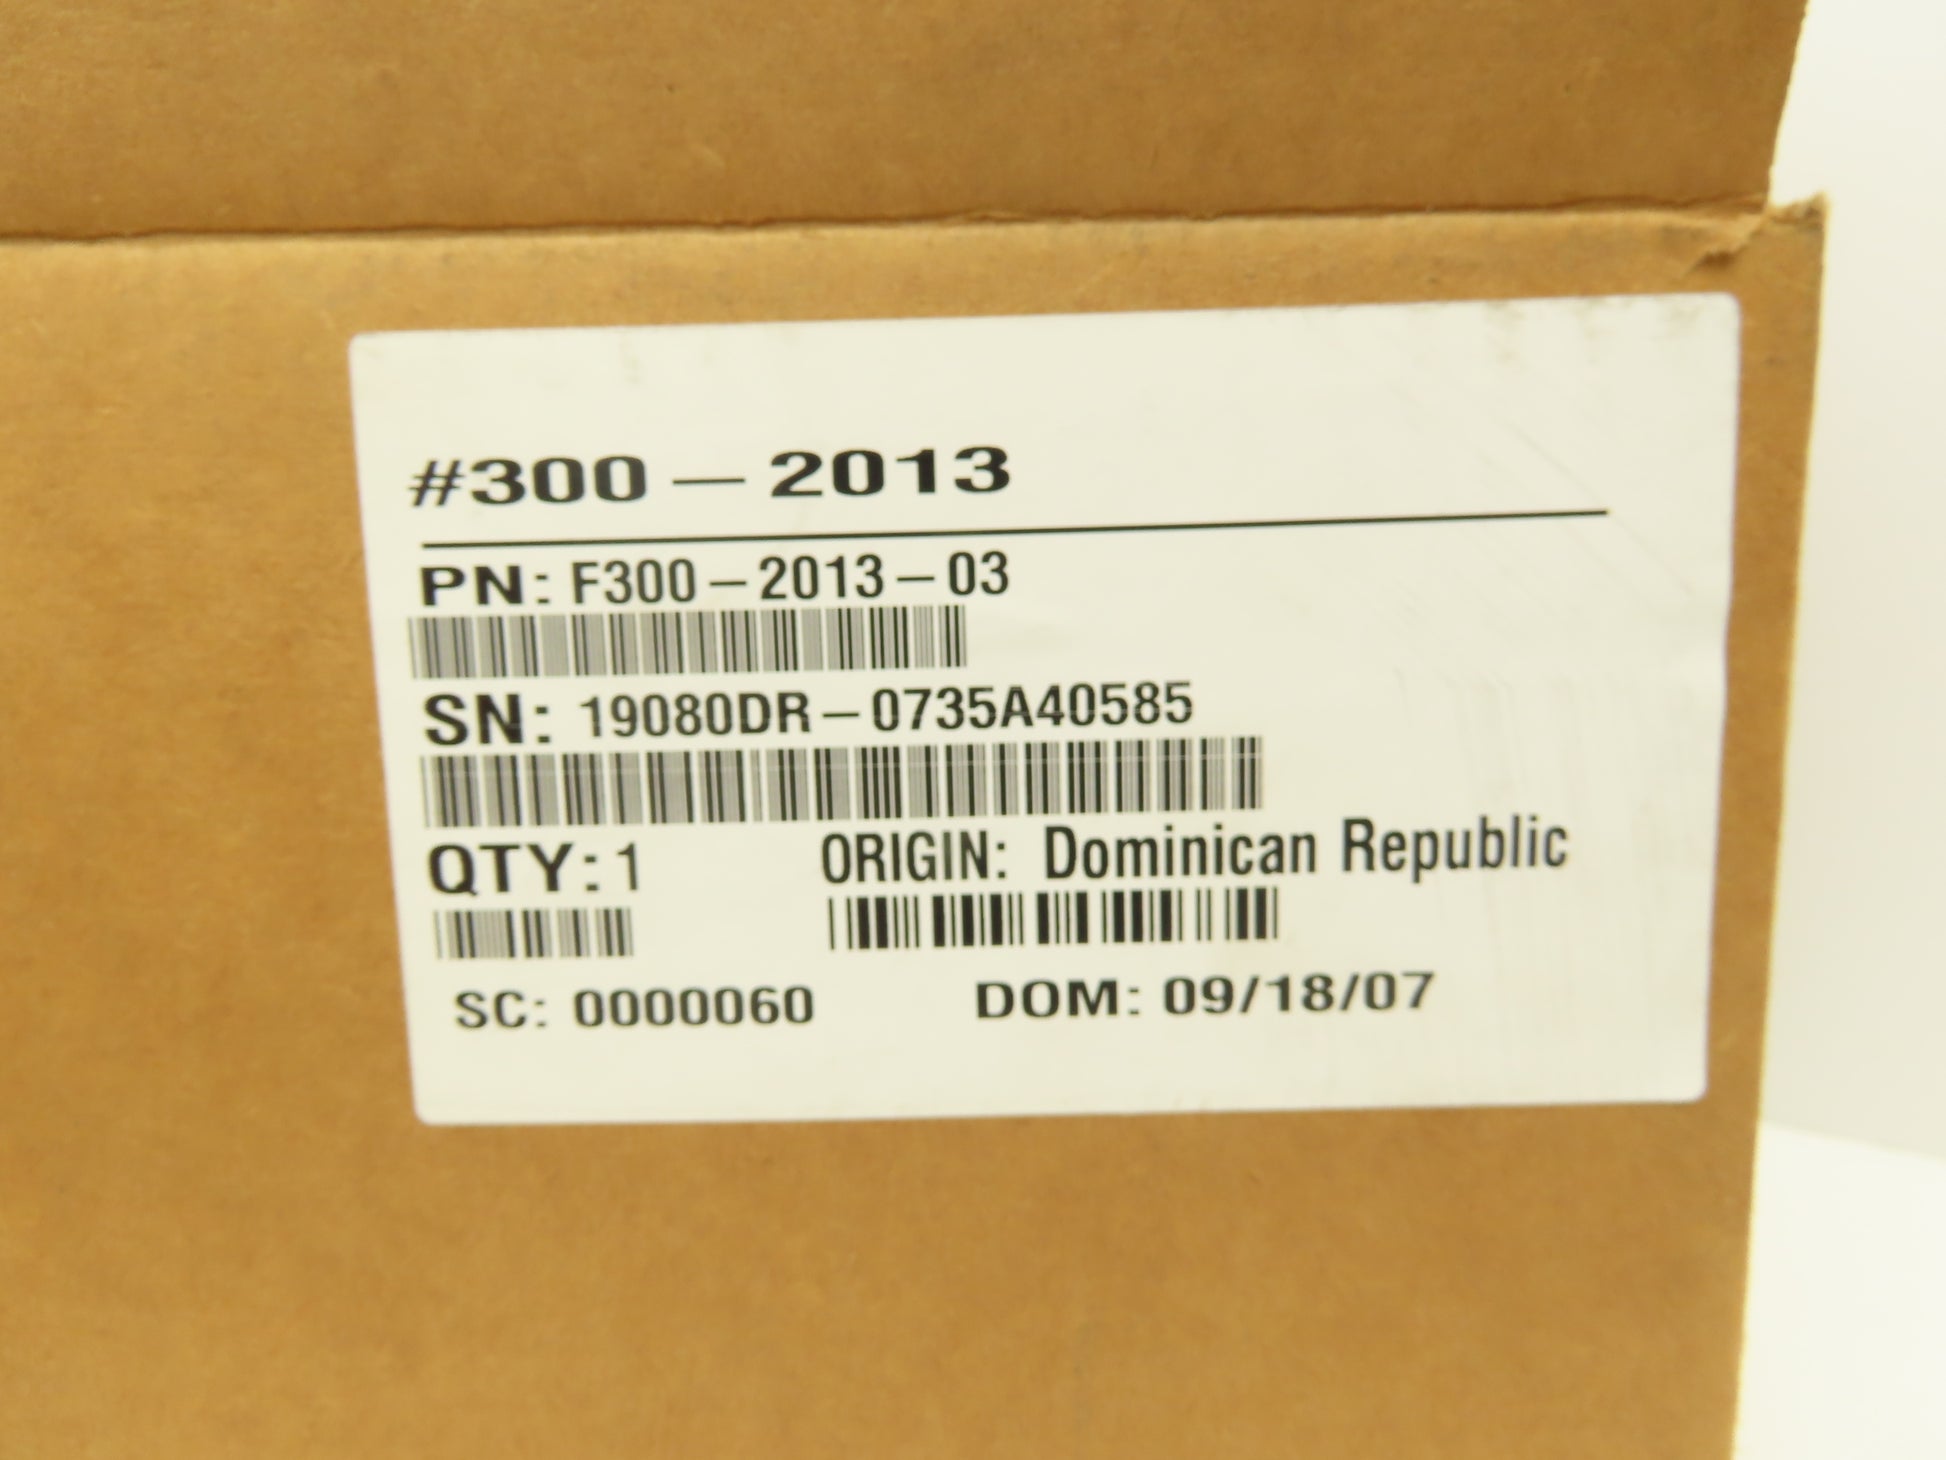 #300 — 2013
PN: F300 – 2013 – 03
SN: 19080DR – 0735A40585
QTY: 1 ORIGIN: Dominican Republic
SC: 0000060 DOM: 09/18/07